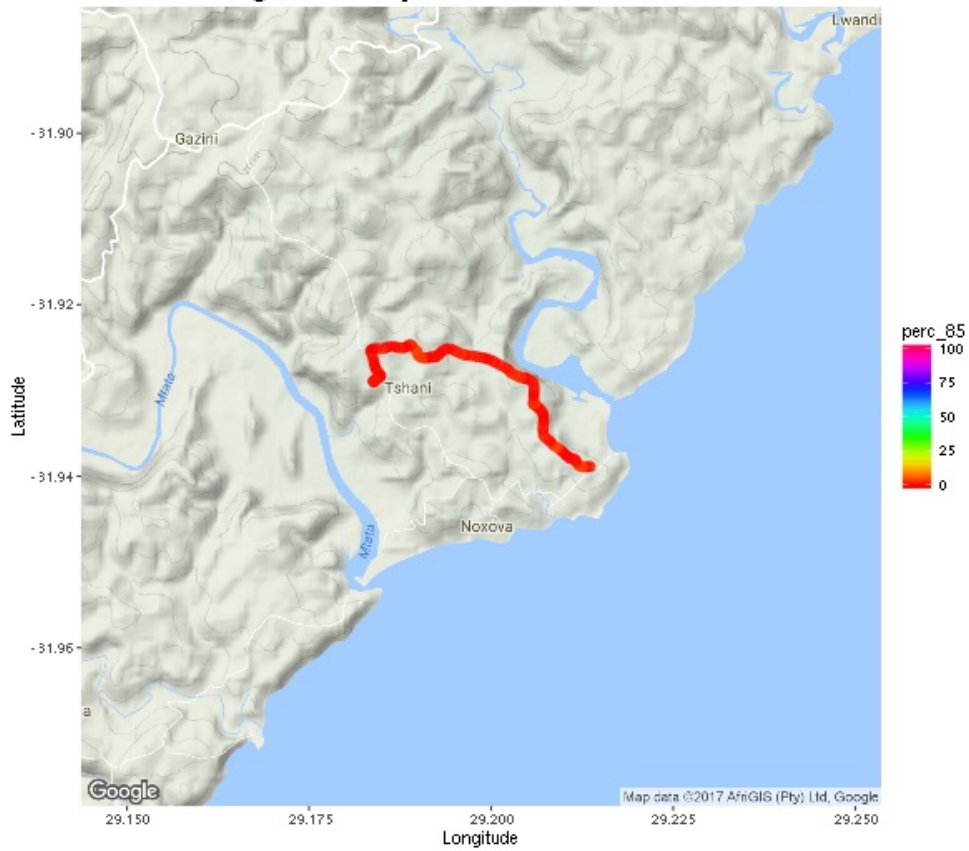 Lwandi
-31.90
Gazini
-31.92
perc_85
100
75
50
25
0
Tshani
Mtata
Latitude
-31.94
Noxova
Mtata
-31.96
a
Google
Map data ©2017 AfriGIS (Pty) Ltd, Google
29.150
29.175
29.200
29.225
29.250
Longitude